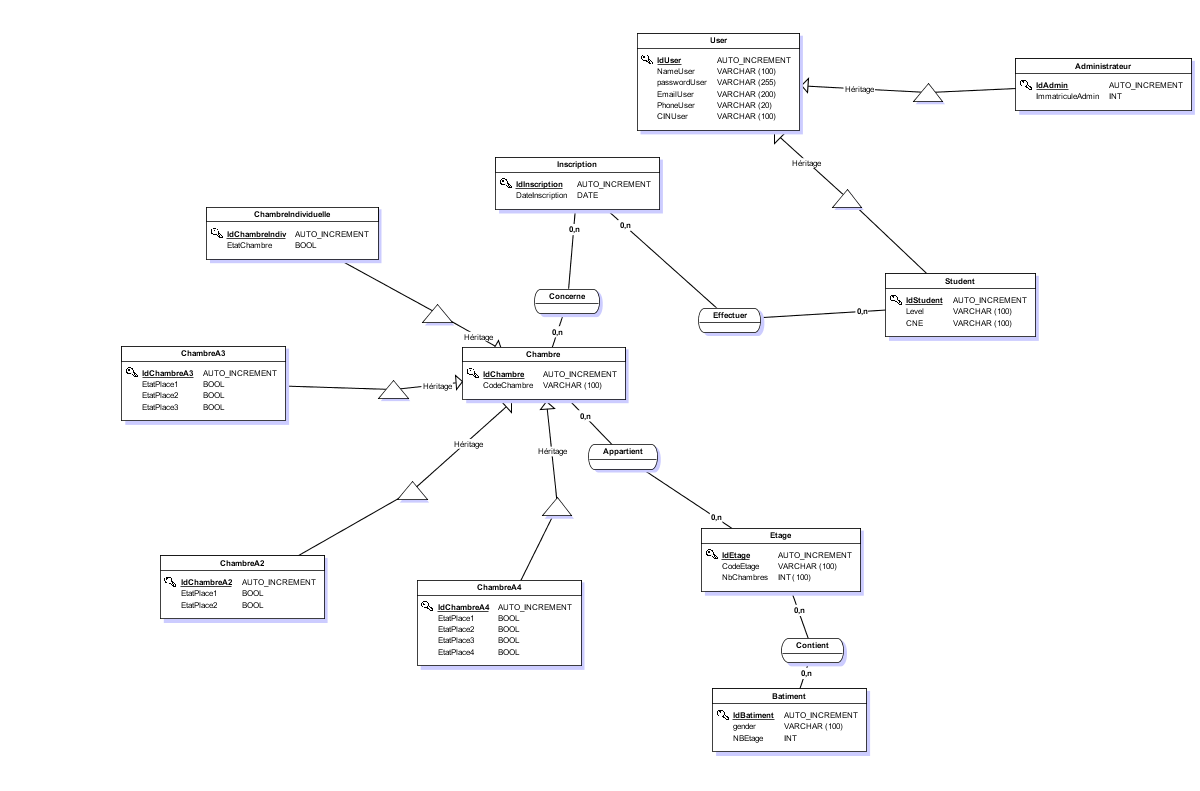 User
IdUser AUTO_INCREMENT
NameUser VARCHAR (100)
passwordUser VARCHAR (255)
EmailUser VARCHAR (200)
PhoneUser VARCHAR (20)
CINUser VARCHAR (100)
Administrateur
IdAdmin AUTO_INCREMENT
ImmatriculeAdmin INT
Héritage
Héritage
Inscription
IdInscription AUTO_INCREMENT
DateInscription DATE
ChambreIndividuelle
IdChambreIndiv AUTO_INCREMENT
EtatChambre BOOL
0,n
0,n
Student
IdStudent AUTO_INCREMENT
Level VARCHAR (100)
CNE VARCHAR (100)
Concerne
Effectuer
0,n
0,n
Héritage
ChambreA3
IdChambreA3 AUTO_INCREMENT
EtatPlace1 BOOL
EtatPlace2 BOOL
EtatPlace3 BOOL
Héritage
Chambre
IdChambre AUTO_INCREMENT
CodeChambre VARCHAR (100)
0,n
Héritage
Héritage
Appartient
0,n
Etage
IdEtage AUTO_INCREMENT
CodeEtage VARCHAR (100)
NbChambres INT (100)
ChambreA2
IdChambreA2 AUTO_INCREMENT
EtatPlace1 BOOL
EtatPlace2 BOOL
ChambreA4
IdChambreA4 AUTO_INCREMENT
EtatPlace1 BOOL
EtatPlace2 BOOL
EtatPlace3 BOOL
EtatPlace4 BOOL
0,n
Contient
0,n
Batiment
IdBatiment AUTO_INCREMENT
gender VARCHAR (100)
NBEtage INT